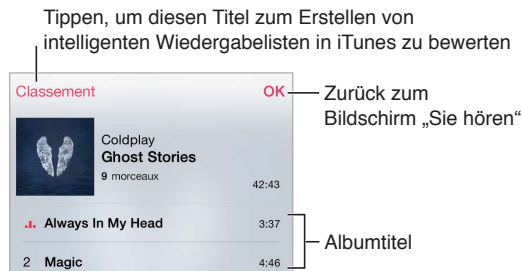 Tippen, um diesen Titel zum Erstellen von
intelligenten Wiedergabelisten in iTunes zu bewerten
Classement
OK
Zurück zum
Bildschirm „Sie hören“
Coldplay
Ghost Stories
9 morceaux
42:43
Always In My Head 3:37
Albumtitel
2 Magic 4:46